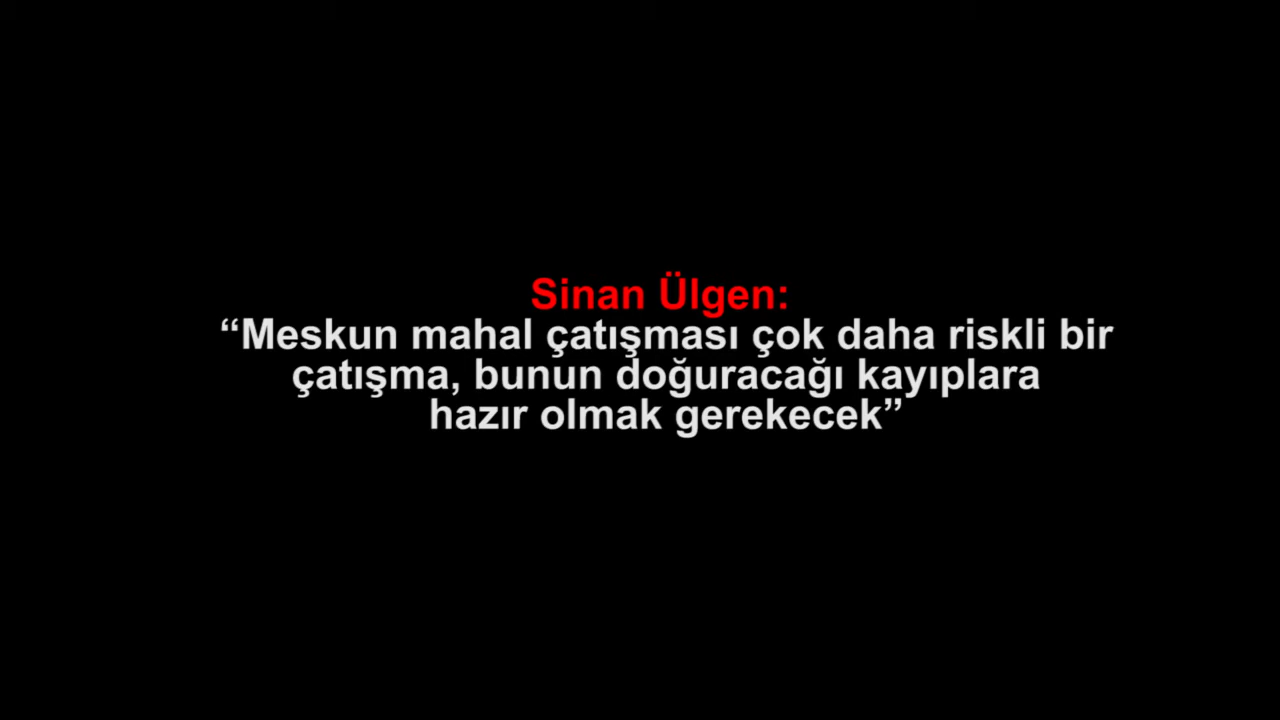 Sinan Ülgen:
“Meskun mahal çatışması çok daha riskli bir
çatışma, bunun doğuracağı kayıplara
hazır olmak gerekecek”